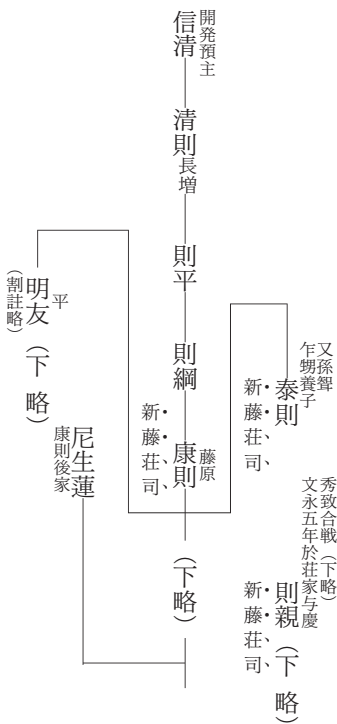 開発預主
信清
清則長増
則平
則綱
藤原
康則
新藤荘司
（下略）
又孫聟
乍甥養子
泰則
新藤荘司
秀致合戦（下略）
文永五年於荘家与慶
則親（下略）
新藤荘司
平
明友（下略）
（割註略）
尼生蓮
康則後家